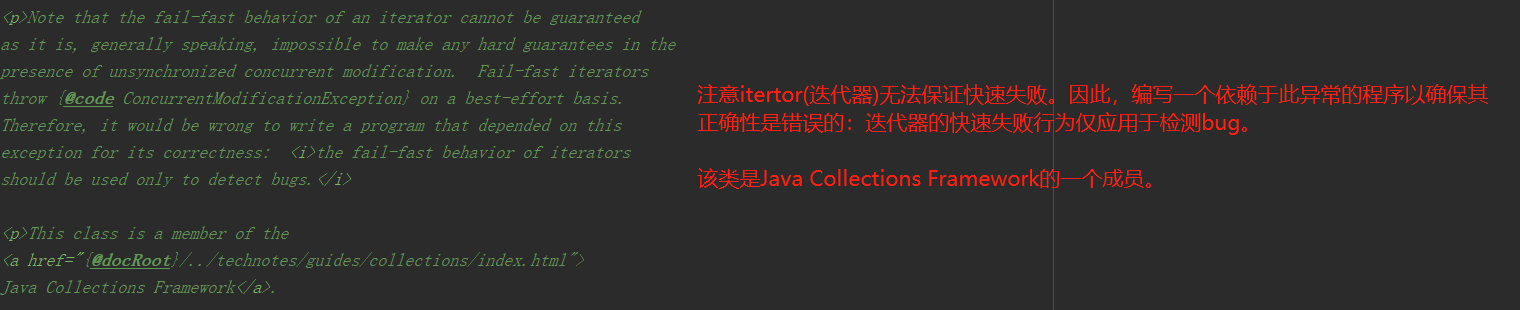 <p>Note that the fail-fast behavior of an iterator cannot be guaranteed
as it is, generally speaking, impossible to make any hard guarantees in the
presence of unsynchronized concurrent modification.  Fail-fast iterators
throw {@code ConcurrentModificationException} on a best-effort basis.
Therefore, it would be wrong to write a program that depended on this
exception for its correctness:  <i>the fail-fast behavior of iterators
should be used only to detect bugs.</i>
<p>This class is a member of the
<a href="{@docRoot}/../technotes/guides/collections/index.html">
Java Collections Framework</a>.
注意itertor(迭代器)无法保证快速失败。因此，编写一个依赖于此异常的程序以确保其
正确性是错误的：迭代器的快速失败行为仅应用于检测bug。
该类是Java Collections Framework的一个成员。